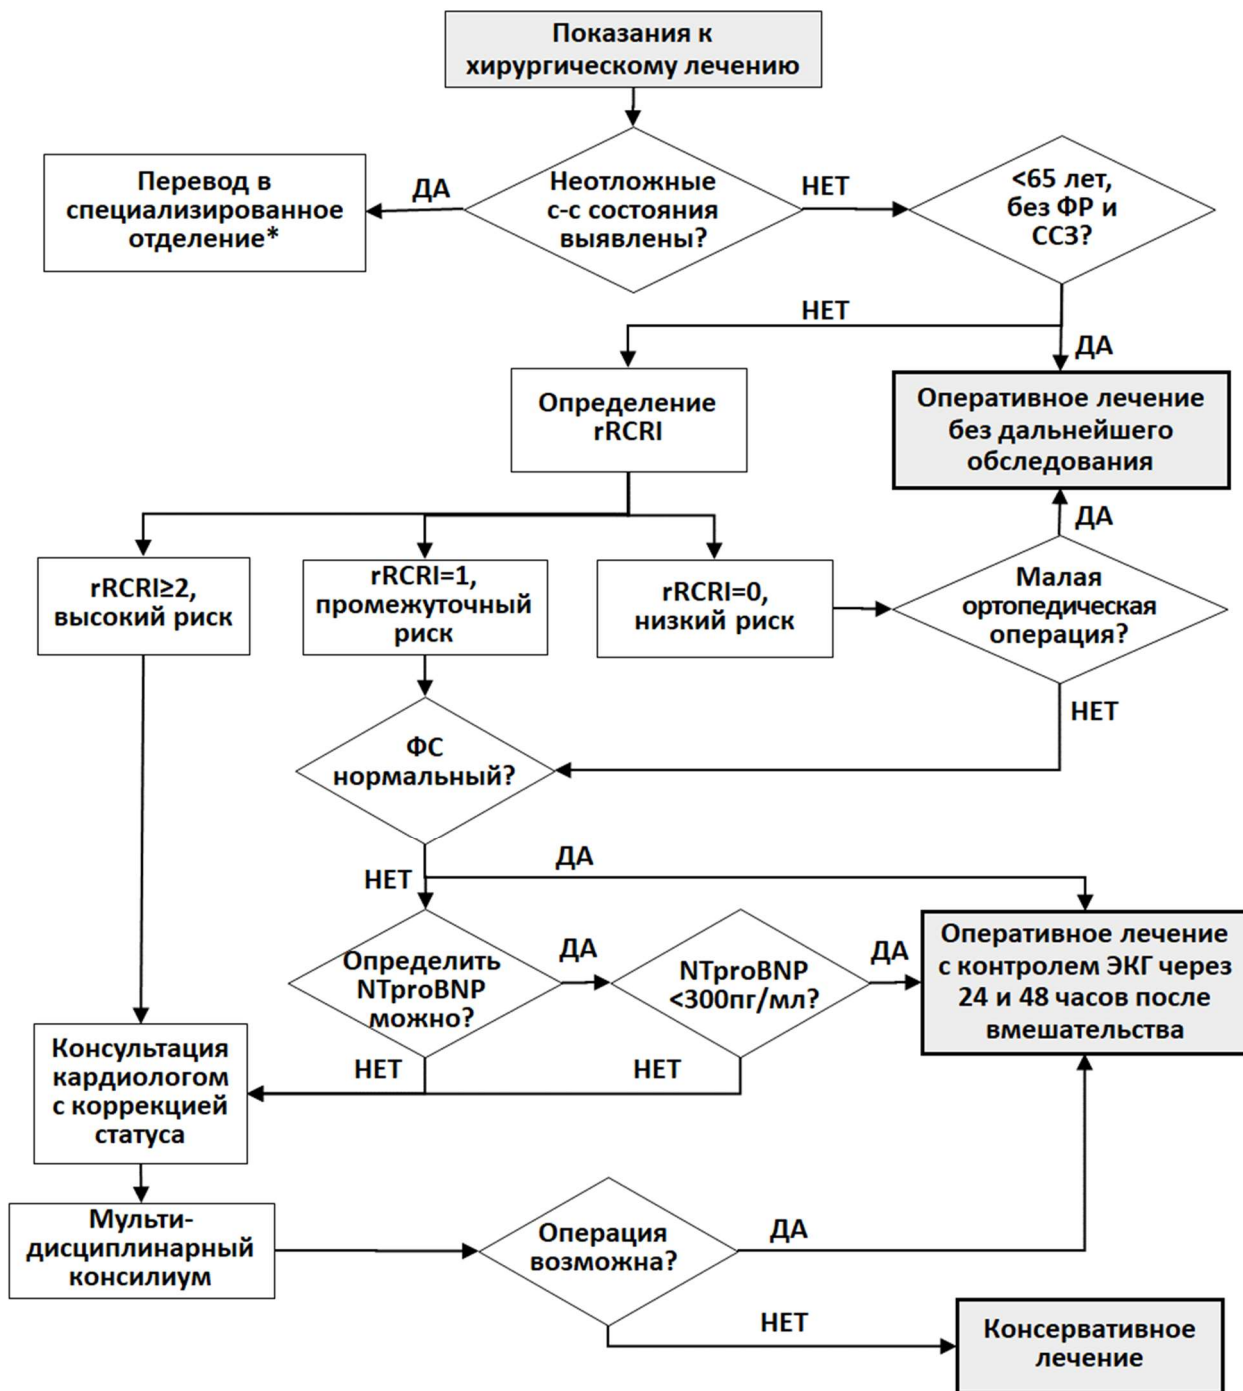 Показания к
хирургическому лечению
Перевод в
специализированное
отделение*
ДА
Неотложные
с-с состояния
выявлены?
НЕТ
<65 лет,
без ФР и
ССЗ?
НЕТ
ДА
Определение
rRCRI
Оперативное лечение
без дальнейшего
обследования
ДА
rRCRI≥2,
высокий риск
rRCRI=1,
промежуточный
риск
rRCRI=0,
низкий риск
Малая
ортопедическая
операция?
НЕТ
ФС
нормальный?
ДА
НЕТ
Определить
NTproBNP
можно?
ДА
NTproBNP
<300пг/мл?
ДА
Оперативное лечение
с контролем ЭКГ через
24 и 48 часов после
вмешательства
НЕТ
НЕТ
Консультация
кардиологом
с коррекцией
статуса
Мульти-
дисциплинарный
консилиум
Операция
возможна?
ДА
НЕТ
Консервативное
лечение